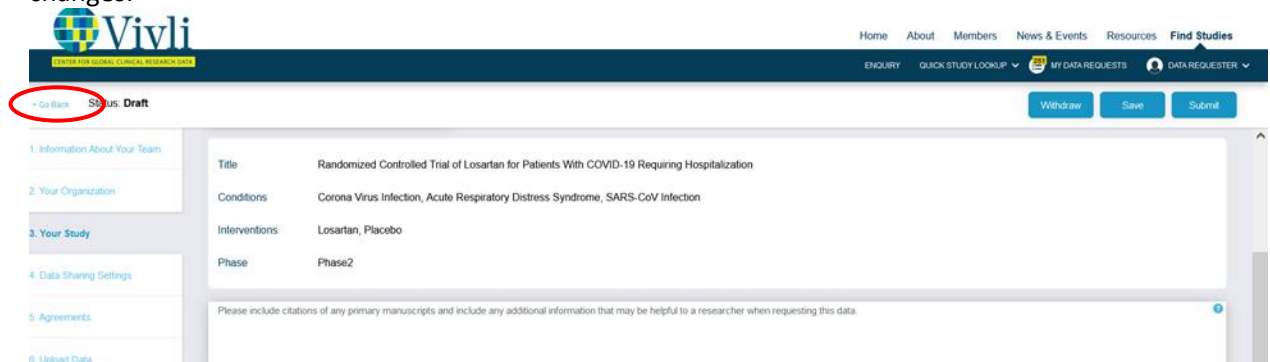 changes.
Vivli
CENTER FOR GLOBAL CLINICAL RESEARCH DATA
Home About Members News & Events Resources Find Studies
ENQUIRY QUICK STUDY LOOKUP 251 MY DATA REQUESTS DATA REQUESTER
< Go Back Status: Draft Withdraw Save Submit
1. Information About Your Team
Title Randomized Controlled Trial of Losartan for Patients With COVID-19 Requiring Hospitalization
2. Your Organization
Conditions Corona Virus Infection, Acute Respiratory Distress Syndrome, SARS-CoV Infection
3. Your Study
Interventions Losartan, Placebo
Phase Phase2
4. Data Sharing Settings
5. Agreements
Please include citations of any primary manuscripts and include any additional information that may be helpful to a researcher when requesting this data.
6. Upload Data